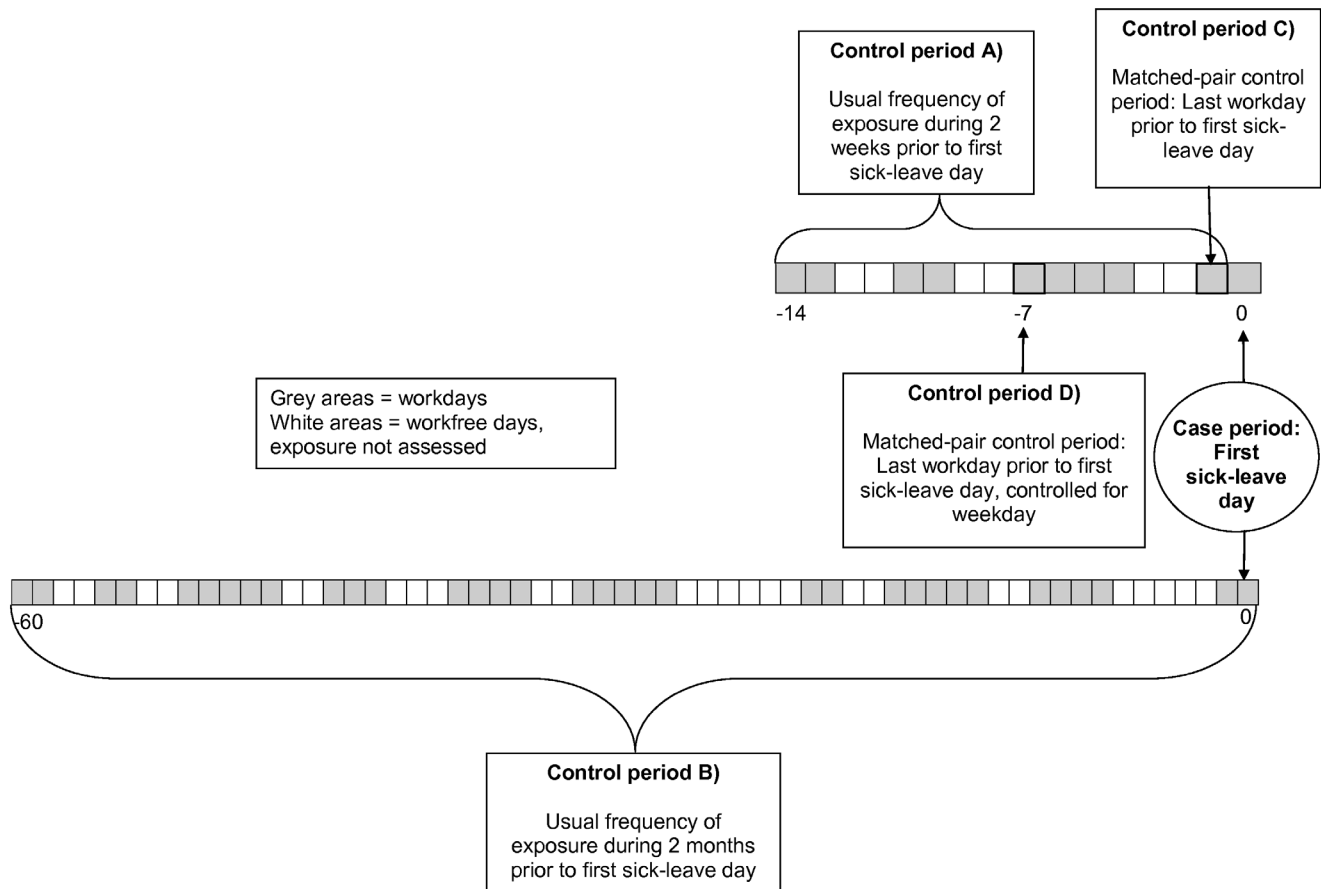 Control period A)
Usual frequency of
exposure during 2
weeks prior to first
sick-leave day
Control period C)
Matched-pair control
period: Last workday
prior to first sick-
leave day
-14
-7
0
Grey areas = workdays
White areas = workfree days,
exposure not assessed
Control period D)
Matched-pair control period:
Last workday prior to first
sick-leave day, controlled for
weekday
Case period:
First
sick-leave
day
-60
0
Control period B)
Usual frequency of
exposure during 2 months
prior to first sick-leave day